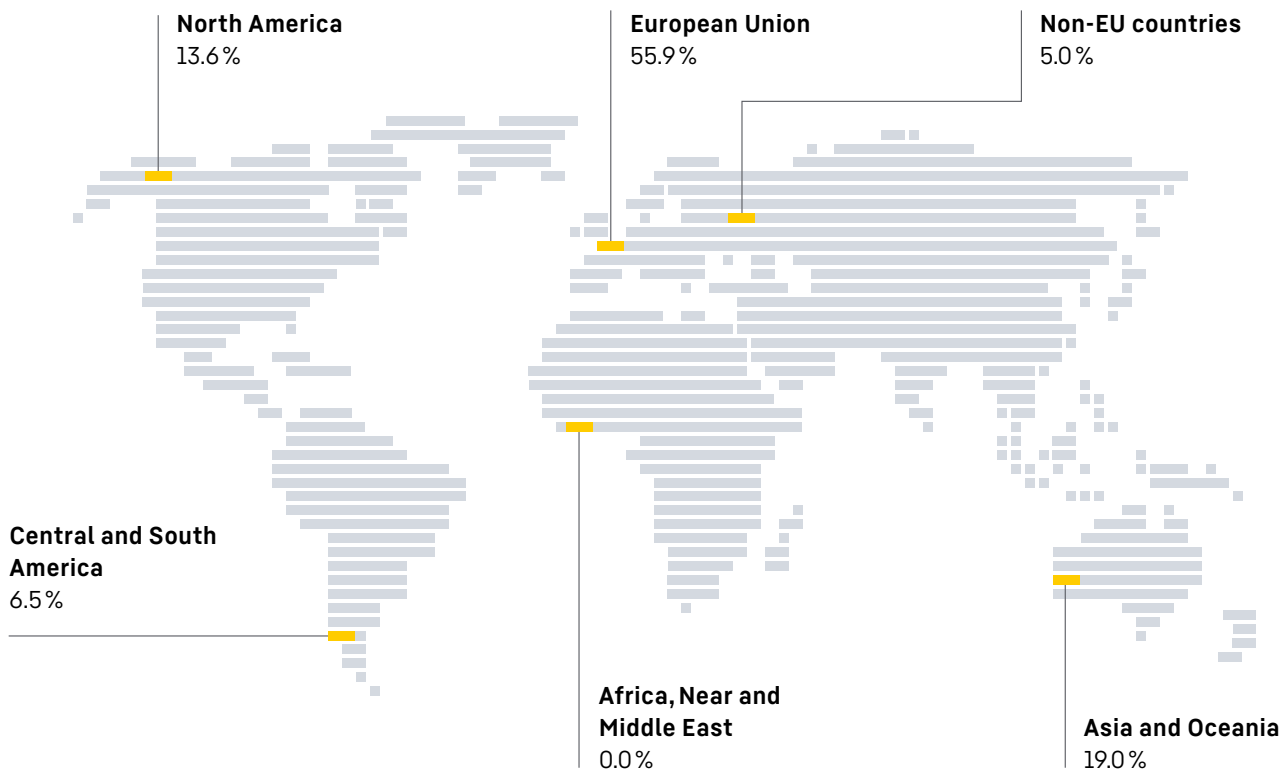 North America
13.6 %
European Union
55.9 %
Non-EU countries
5.0 %
Central and South
America
6.5 %
Africa, Near and
Middle East
0.0 %
Asia and Oceania
19.0 %